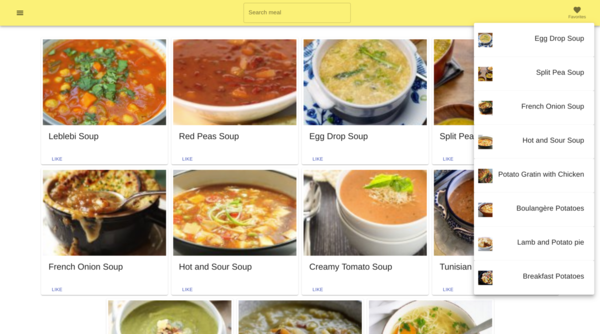 Search meal
Favorites
Leblebi Soup
LIKE
Red Peas Soup
LIKE
Egg Drop Soup
LIKE
Split Pea
French Onion Soup
LIKE
Hot and Sour Soup
LIKE
Creamy Tomato Soup
LIKE
Tunisian
LIKE
Egg Drop Soup
Split Pea Soup
French Onion Soup
Hot and Sour Soup
Potato Gratin with Chicken
Boulangère Potatoes
Lamb and Potato pie
Breakfast Potatoes